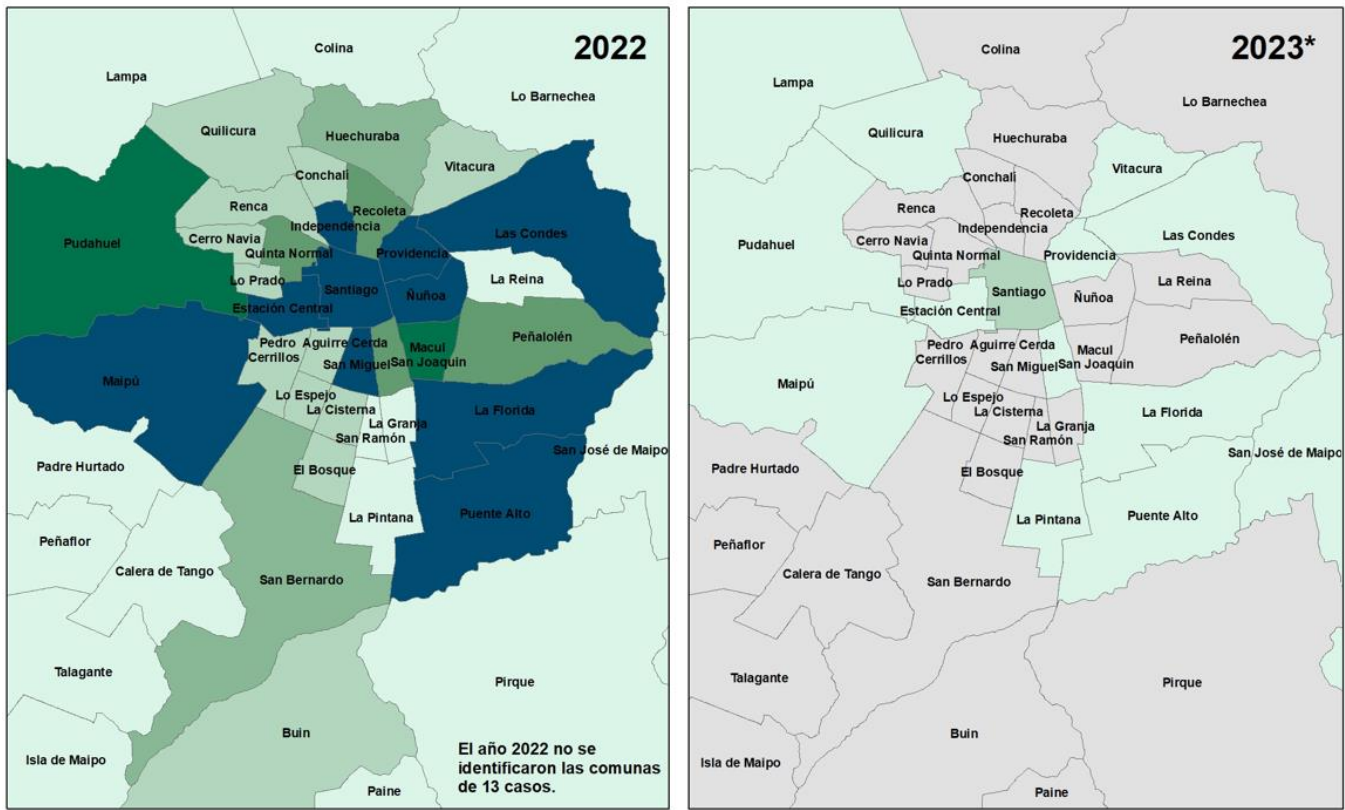 2022
Colina
Lampa
Lo Barnechea
Quilicura
Huechuraba
Vitacura
Conchalí
Renca
Recoleta
Independencia
Las Condes
Cerro Navia
Pudahuel
Quinta Normal
Providencia
La Reina
Lo Prado
Santiago
Ñuñoa
Estación Central
Peñalolén
Pedro Aguirre Cerda
Cerrillos
Macul
San Miguel
San Joaquin
Maipú
Lo Espejo
La Cisterna
La Florida
La Granja
San Ramón
San José de Maipo
Padre Hurtado
El Bosque
La Pintana
Puente Alto
Peñaflor
Calera de Tango
San Bernardo
Talagante
Pirque
Buin
Isla de Maipo
El año 2022 no se
identificaron las comunas
de 13 casos.
Paine
2023*
Colina
Lampa
Lo Barnechea
Quilicura
Huechuraba
Vitacura
Conchalí
Renca
Recoleta
Independencia
Las Condes
Cerro Navia
Pudahuel
Quinta Normal
Providencia
La Reina
Lo Prado
Santiago
Ñuñoa
Estación Central
Peñalolén
Pedro Aguirre Cerda
Cerrillos
Macul
San Miguel
San Joaquin
Maipú
Lo Espejo
La Cisterna
La Florida
La Granja
San Ramón
San José de Maipo
Padre Hurtado
El Bosque
La Pintana
Puente Alto
Peñaflor
Calera de Tango
San Bernardo
Talagante
Pirque
Buin
Isla de Maipo
Paine